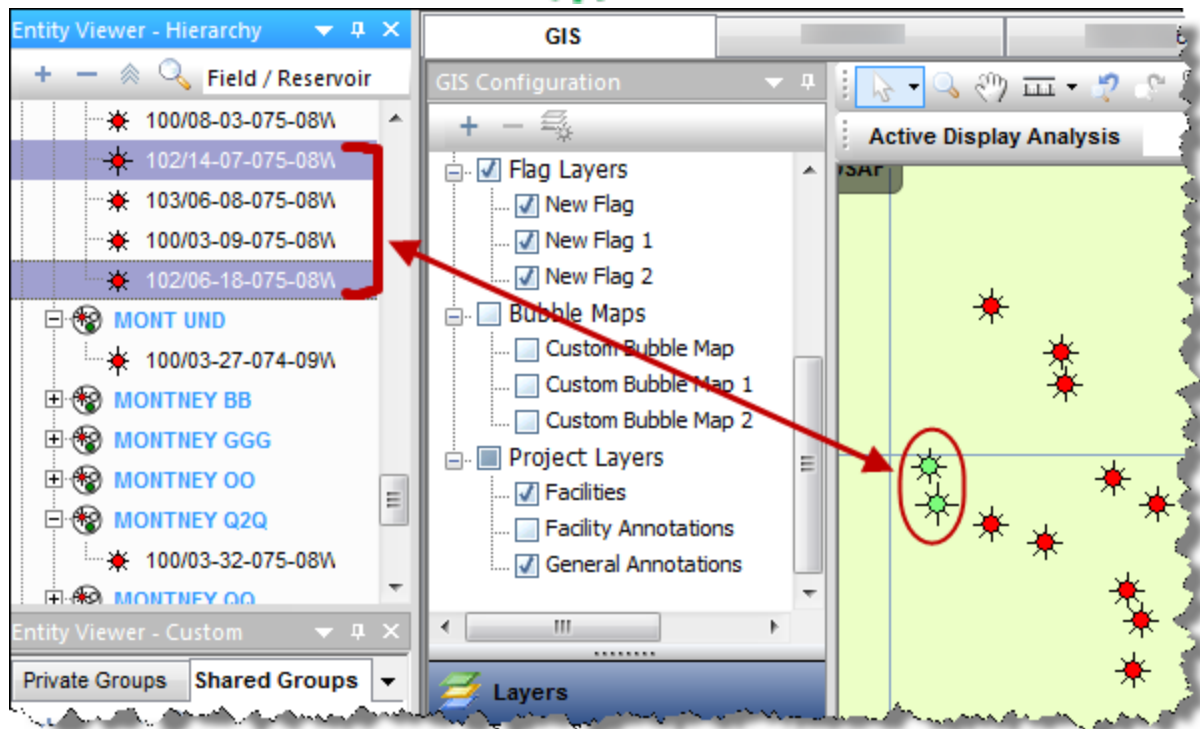 Entity Viewer - Hierarchy
Field / Reservoir
100/08-03-075-08W
102/14-07-075-08W
103/06-08-075-08W
100/03-09-075-08W
102/06-18-075-08W
MONT UND
100/03-27-074-09W
MONTNEY BB
MONTNEY GGG
MONTNEY OO
MONTNEY Q2Q
100/03-32-075-08W
MONTNEY QQ
Entity Viewer - Custom
Private Groups
Shared Groups
GIS
GIS Configuration
Flag Layers
New Flag
New Flag 1
New Flag 2
Bubble Maps
Custom Bubble Map
Custom Bubble Map 1
Custom Bubble Map 2
Project Layers
Facilities
Facility Annotations
General Annotations
Layers
Active Display Analysis